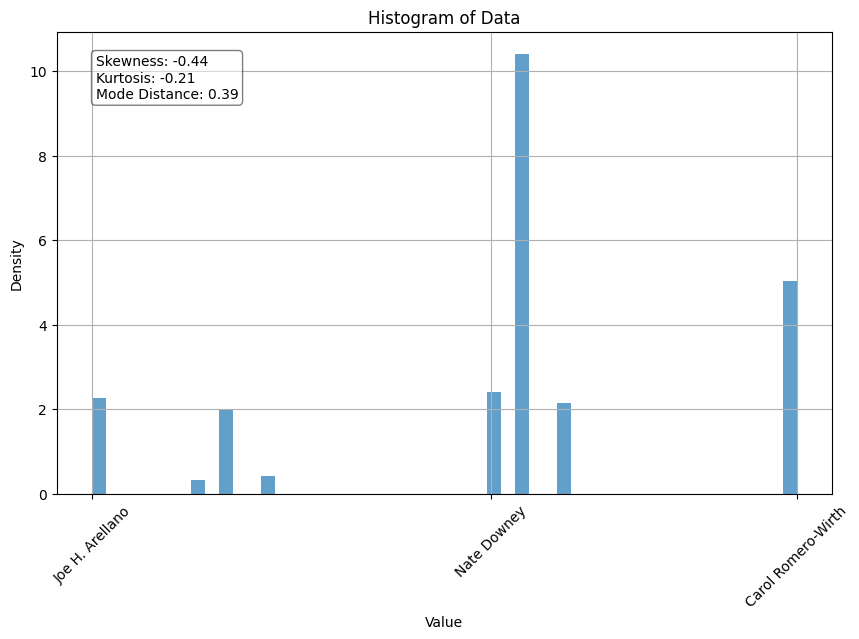 Histogram of Data
Skewness: -0.44
Kurtosis: -0.21
Mode Distance: 0.39
10
8
6
4
2
0
Density
Joe H. Arellano
Nate Downey
Carol Romero-Wirth
Value